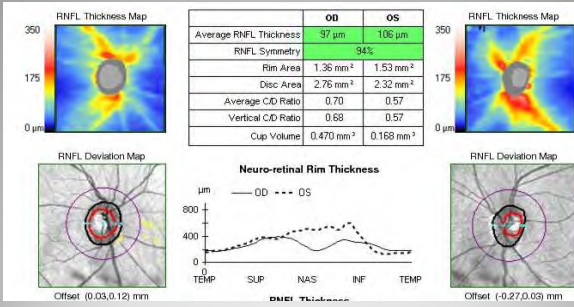 RNFL Thickness Map
350
175
0 µm
OD OS
Average RNFL Thickness 97 µm 106 µm
RNFL Symmetry 94%
Rim Area 1.36 mm² 1.53 mm²
Disc Area 2.76 mm² 2.32 mm²
Average C/D Ratio 0.70 0.57
Vertical C/D Ratio 0.68 0.57
Cup Volume 0.470 mm³ 0.168 mm³
RNFL Thickness Map
350
175
0 µm
RNFL Deviation Map
Offset (0.03,0.12) mm
Neuro-retinal Rim Thickness
µm
OD OS
800
400
0
0
TEMP SUP NAS INF TEMP
RNFL Thickness
RNFL Deviation Map
Offset (-0.27,0.03) mm